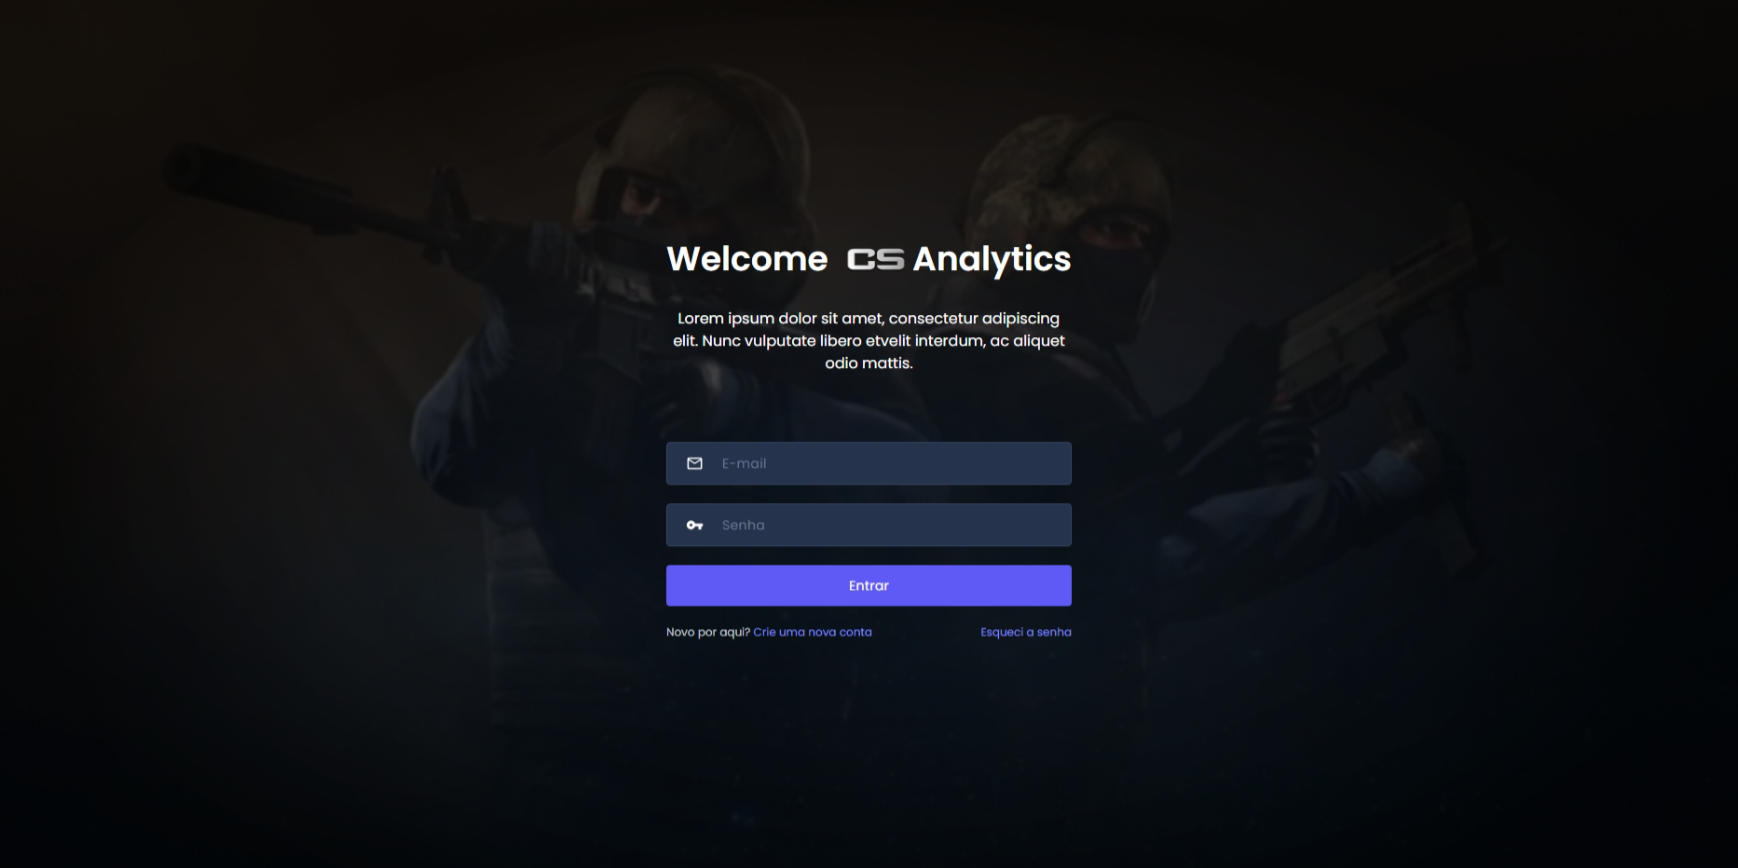 Welcome CS Analytics
Lorem ipsum dolor sit amet, consectetur adipiscing
elit. Nunc vulputate libero etvelit interdum, ac aliquet
odio mattis.
E-mail
Senha
Entrar
Novo por aqui? Crie uma nova conta Esqueci a senha